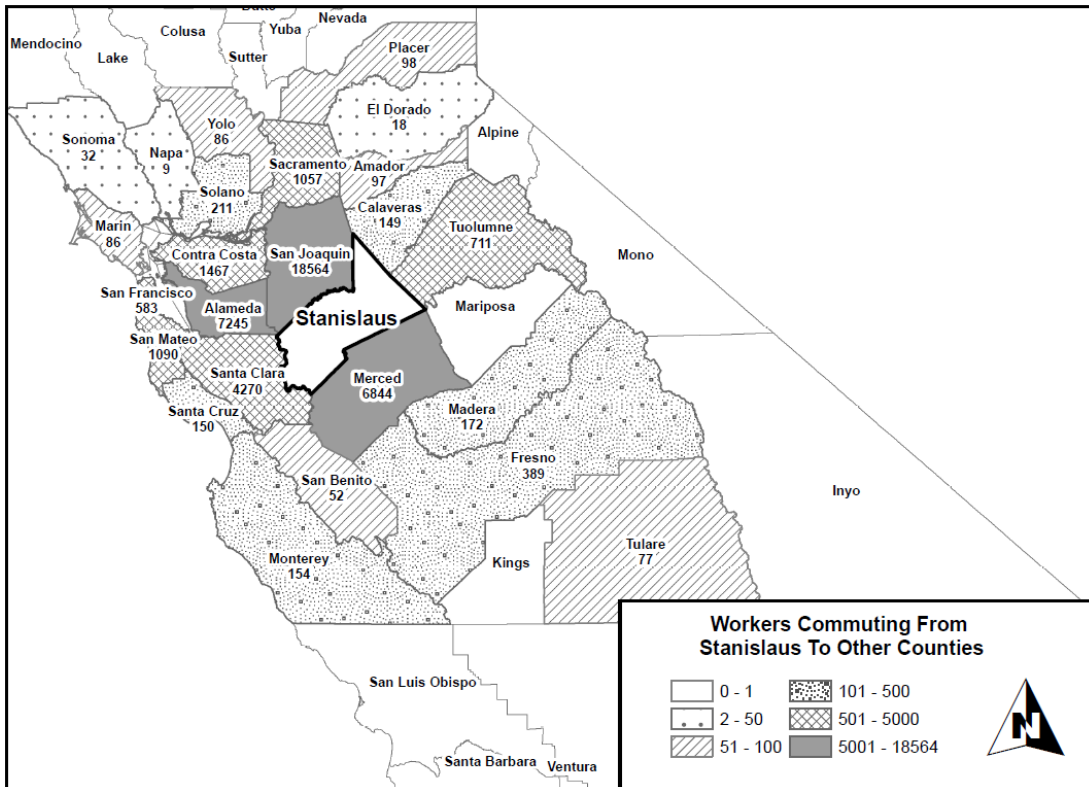 Butte
Nevada
Colusa
Yuba
Mendocino
Placer
98
Lake
Sutter
El Dorado
18
Yolo
86
Alpine
Sonoma
32
Napa
9
Sacramento
1057
Amador
97
Solano
211
Calaveras
149
Marin
86
Tuolumne
711
Contra Costa
1467
San Joaquin
18564
Mono
San Francisco
583
Alameda
7245
Stanislaus
Mariposa
San Mateo
1090
Santa Clara
4270
Merced
6844
Santa Cruz
150
Madera
172
Fresno
389
San Benito
52
Inyo
Tulare
77
Monterey
154
Kings
San Luis Obispo
Santa Barbara
Ventura
Workers Commuting From
Stanislaus To Other Counties
0 - 1
101 - 500
2 - 50
501 - 5000
51 - 100
5001 - 18564
N